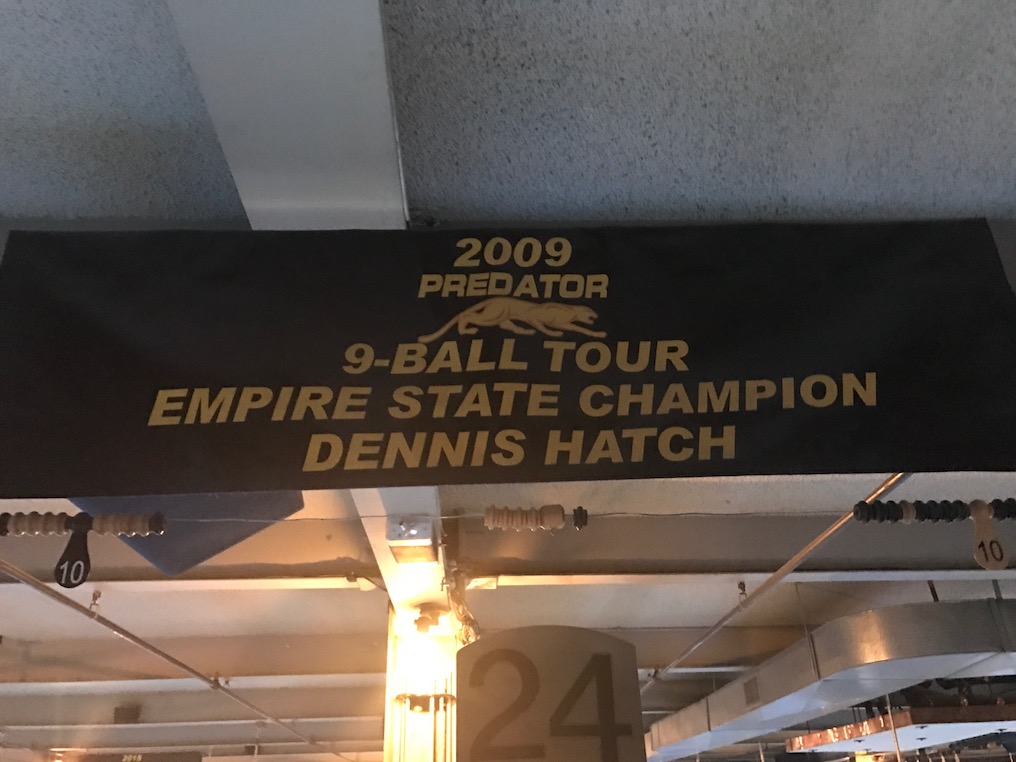 2009
PREDATOR
9-BALL TOUR
EMPIRE STATE CHAMPION
DENNIS HATCH
10
10
24